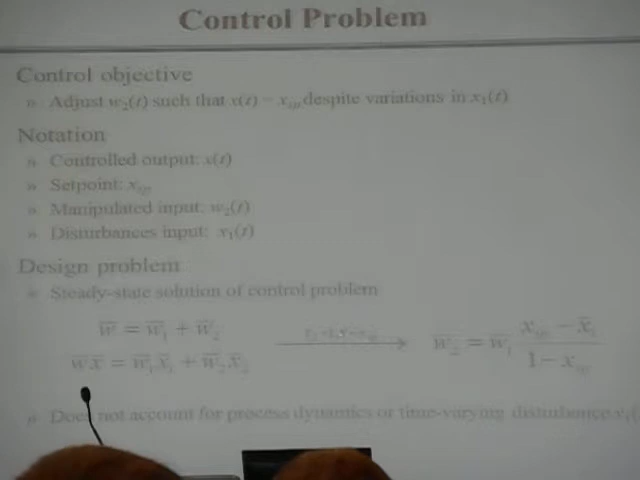 Control Problem
Control objective
» Adjust w₂(t) such that x(t) = xₛₚ despite variations in x₁(t)
Notation
» Controlled output: x(t)
» Setpoint: xₛₚ
» Manipulated input: w₂(t)
» Disturbances input: x₁(t)
Design problem
» Steady-state solution of control problem
w̅ = w̅₁ + w̅₂
w̅x̅ = w̅₁x̅₁ + w̅₂x̅₂
w̅₂ = w̅₁ (xₛₚ − x̅₁) / (1 − xₛₚ)
» Does not account for process dynamics or time-varying disturbance x₁(